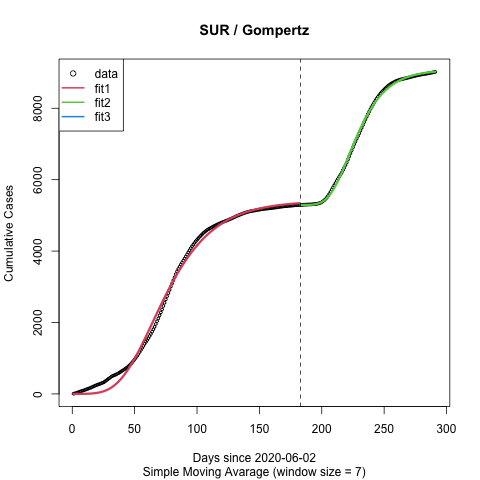 SUR / Gompertz
data
fit1
fit2
fit3
Cumulative Cases
0
2000
4000
6000
8000
0 50 100 150 200 250 300
Days since 2020-06-02
Simple Moving Avarage (window size = 7)